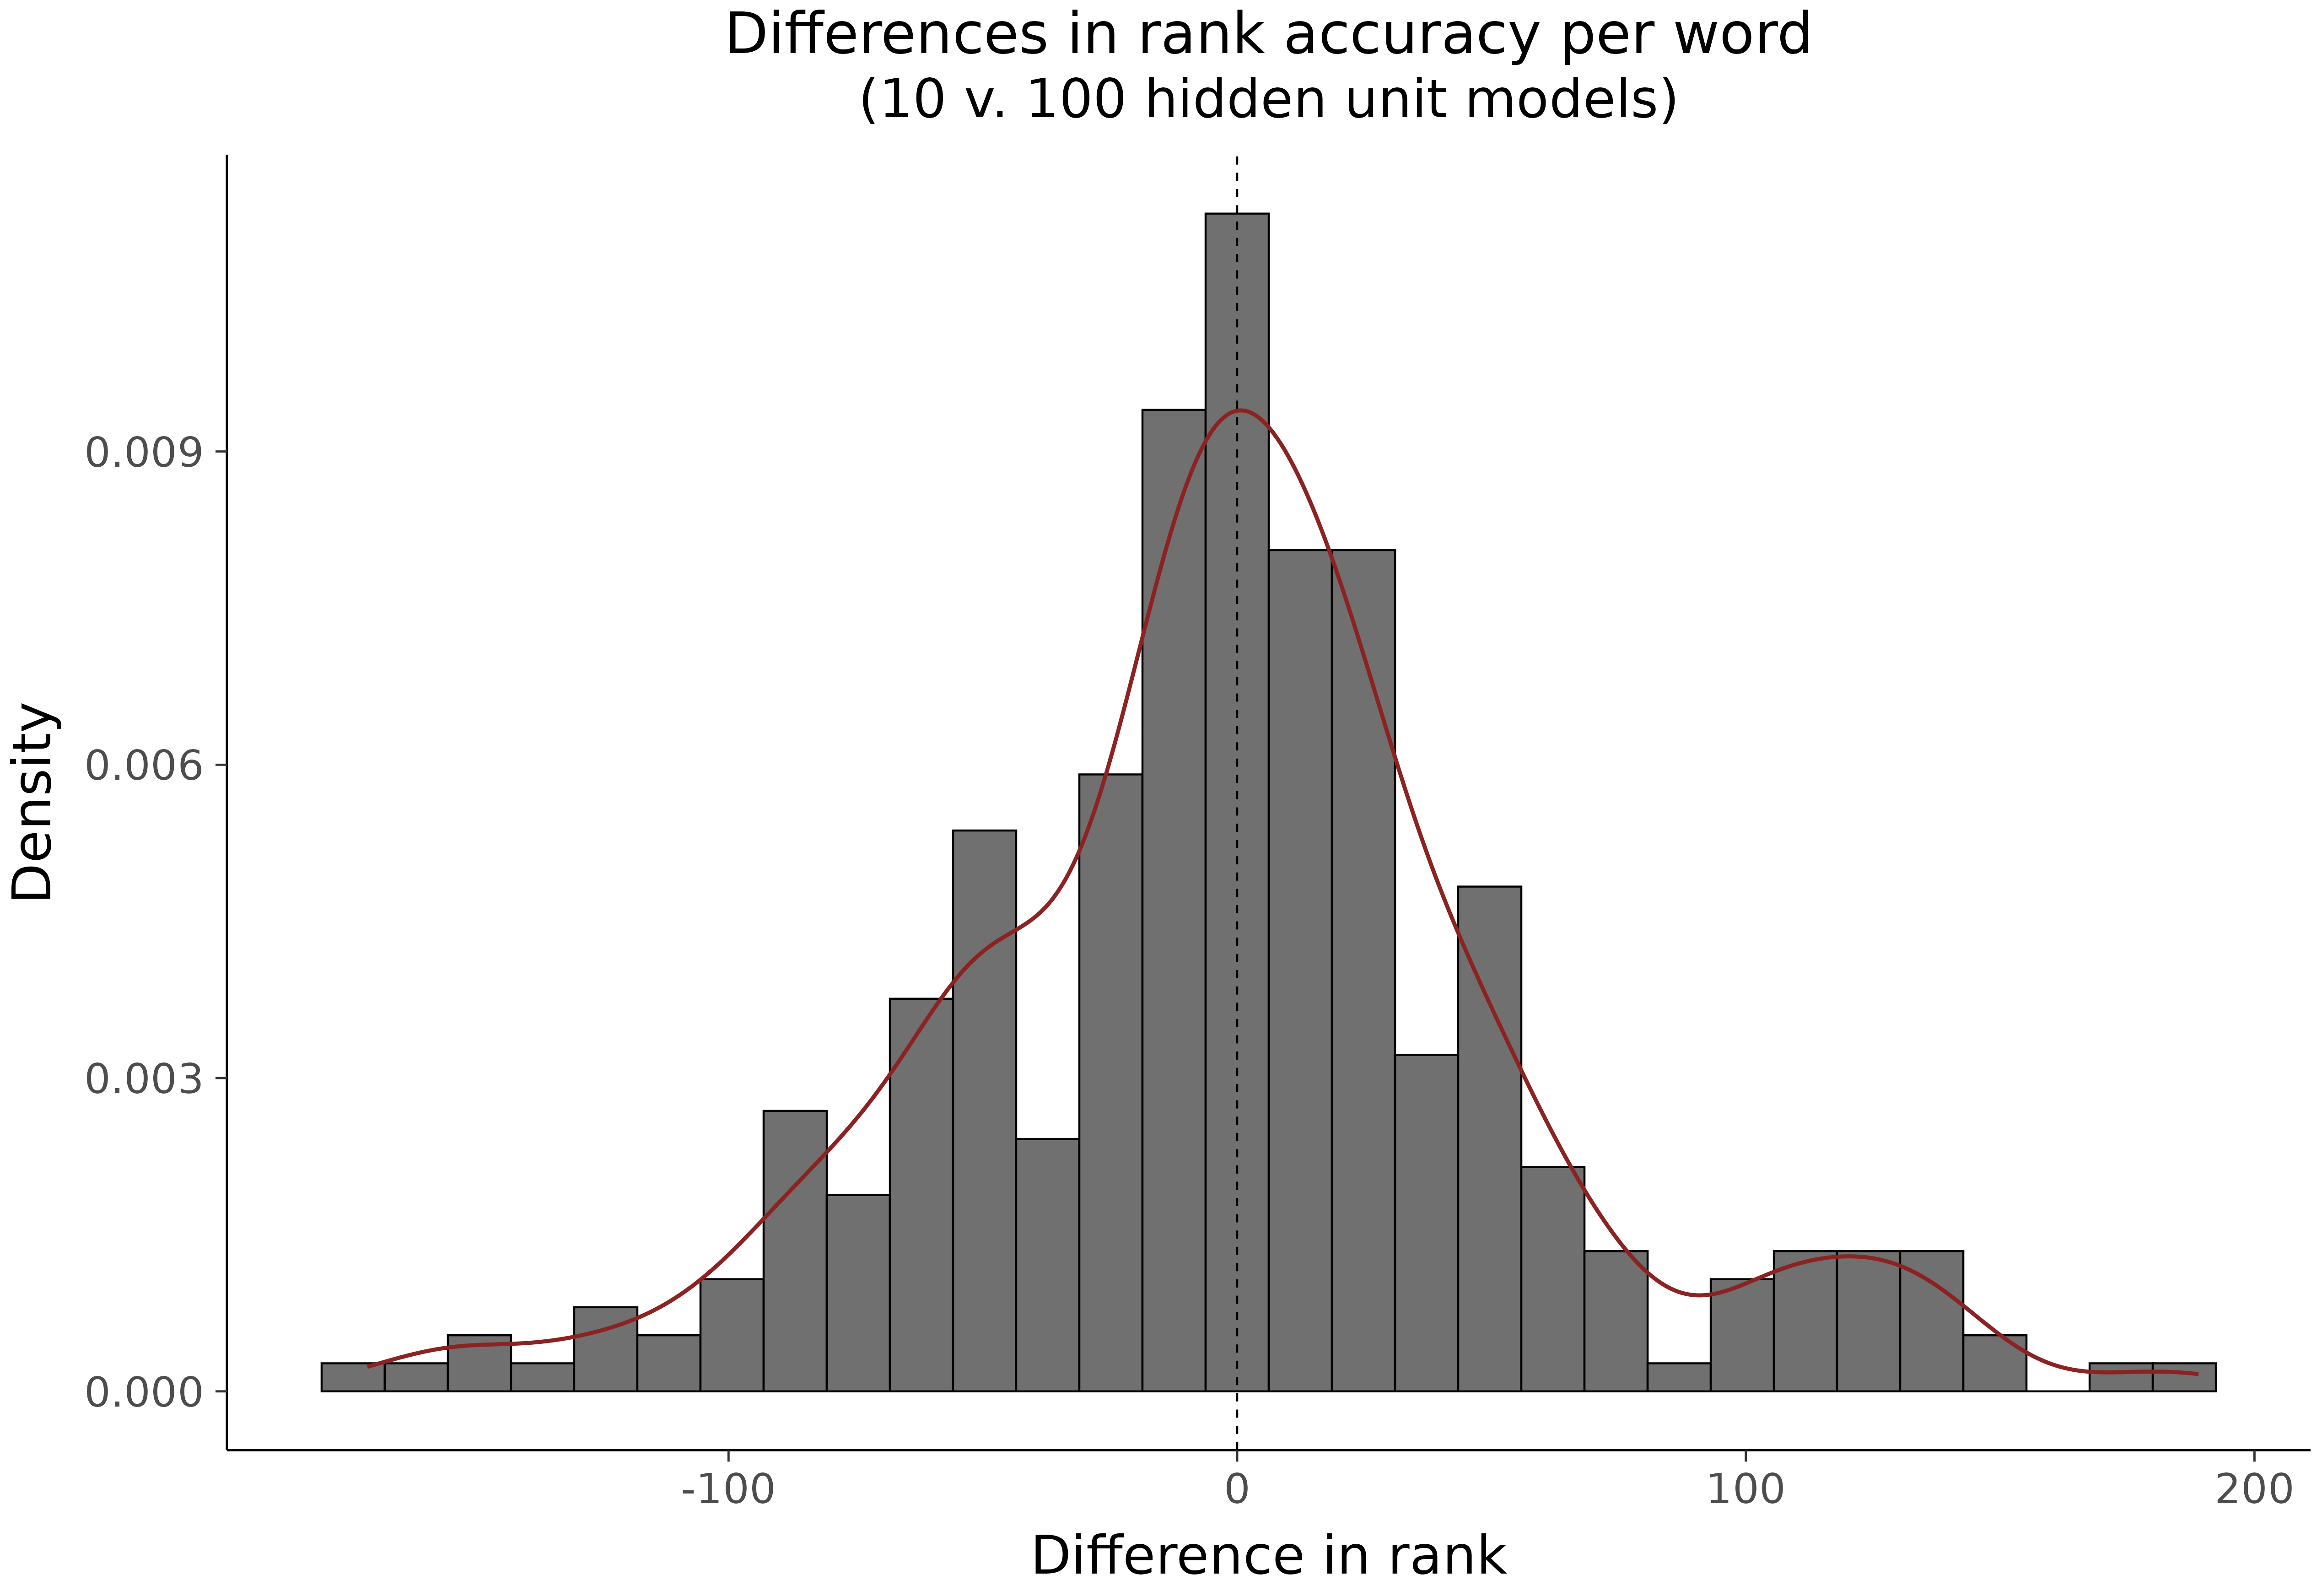 Differences in rank accuracy per word
(10 v. 100 hidden unit models)
Density
0.009
0.006
0.003
0.000
-100 0 100 200
Difference in rank